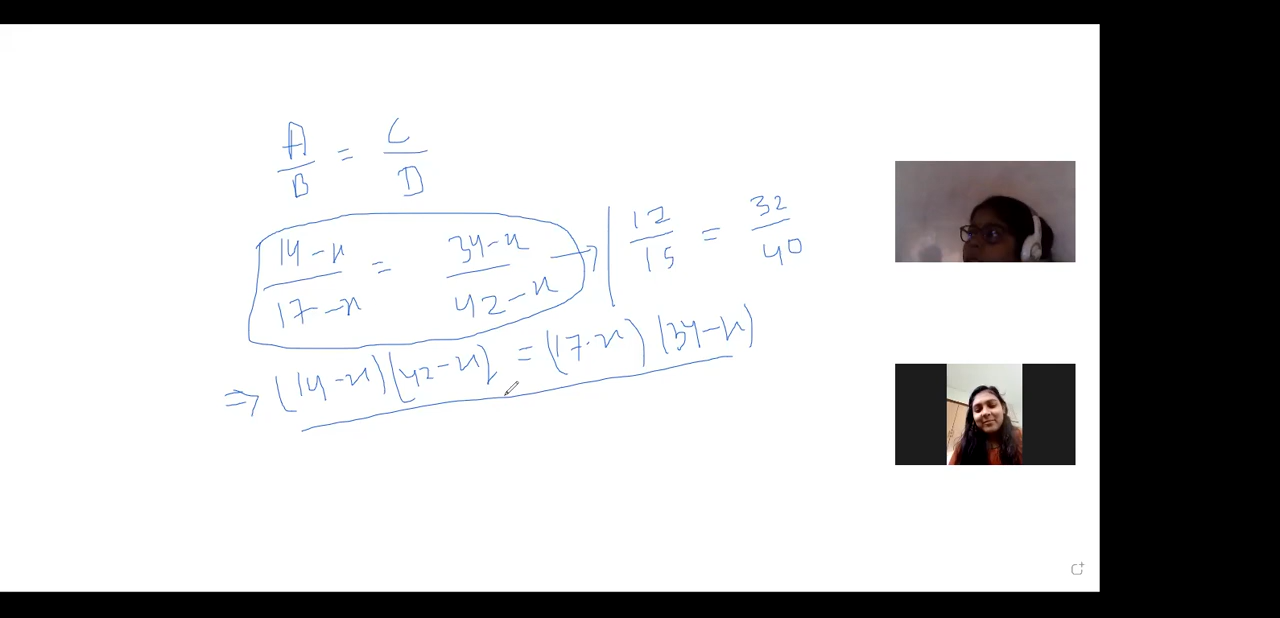 A/B = C/D
(14-x)/(17-x) = (34-x)/(42-x) → | 12/15 = 32/40
⇒ (14-x)(42-x) = (17-x)(34-x)